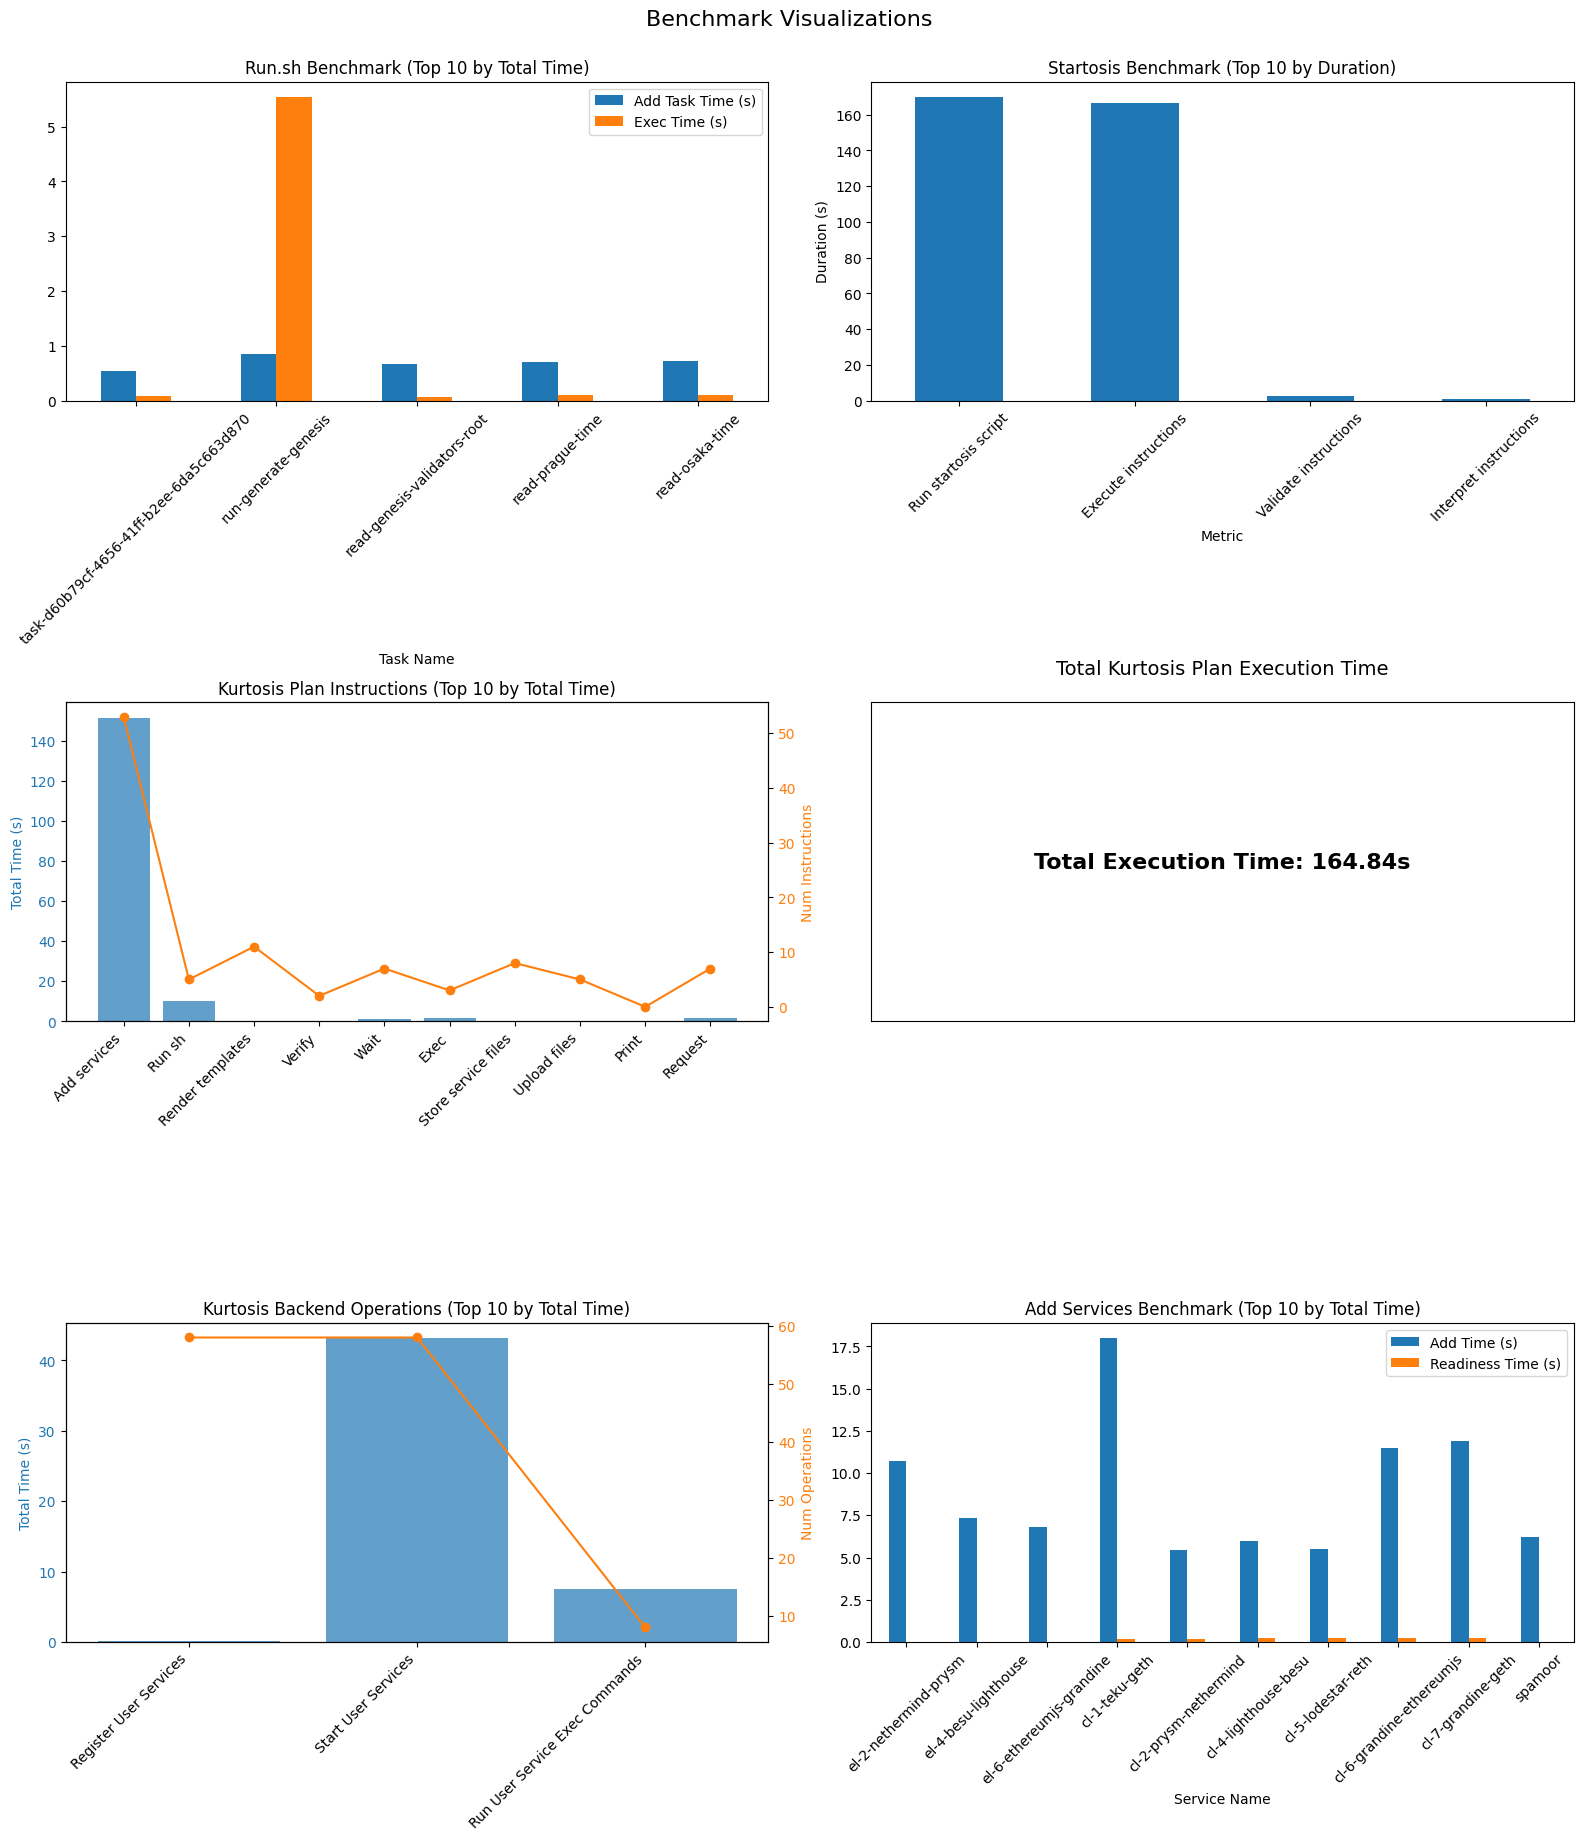 Benchmark Visualizations
Run.sh Benchmark (Top 10 by Total Time)
Add Task Time (s)
Exec Time (s)
5
4
3
2
1
0
task-d60b79cf-4656-41ff-b2ee-6da5c663d870
run-generate-genesis
read-genesis-validators-root
read-prague-time
read-osaka-time
Task Name
Startosis Benchmark (Top 10 by Duration)
Duration (s)
160
140
120
100
80
60
40
20
0
Run startosis script
Execute instructions
Validate instructions
Interpret instructions
Metric
Kurtosis Plan Instructions (Top 10 by Total Time)
Total Time (s)
140
120
100
80
60
40
20
0
50
40
30
20
10
0
Num Instructions
Add services
Run sh
Render templates
Verify
Wait
Exec
Store service files
Upload files
Print
Request
Total Kurtosis Plan Execution Time
Total Execution Time: 164.84s
Kurtosis Backend Operations (Top 10 by Total Time)
Total Time (s)
40
30
20
10
0
60
50
40
30
20
10
Num Operations
Register User Services
Start User Services
Run User Service Exec Commands
Add Services Benchmark (Top 10 by Total Time)
Add Time (s)
Readiness Time (s)
17.5
15.0
12.5
10.0
7.5
5.0
2.5
0.0
el-2-nethermind-prysm
el-4-besu-lighthouse
el-6-ethereumjs-grandine
cl-1-teku-geth
cl-2-prysm-nethermind
cl-4-lighthouse-besu
cl-5-lodestar-reth
cl-6-grandine-ethereumjs
cl-7-grandine-geth
spamoor
Service Name